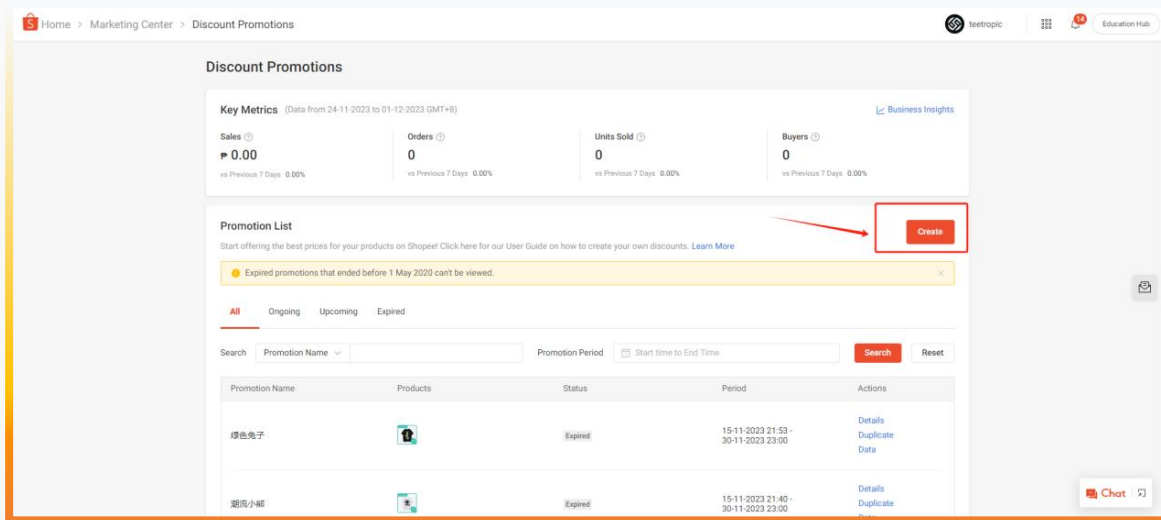 Home > Marketing Center > Discount Promotions
teetropic
14
Education Hub
Discount Promotions
Key Metrics (Data from 24-11-2023 to 01-12-2023 GMT+8)
Business Insights
Sales Orders Units Sold Buyers
₱ 0.00 0 0 0
vs Previous 7 Days 0.00% vs Previous 7 Days 0.00% vs Previous 7 Days 0.00% vs Previous 7 Days 0.00%
Promotion List
Create
Start offering the best prices for your products on Shopee! Click here for our User Guide on how to create your own discounts. Learn More
Expired promotions that ended before 1 May 2020 can't be viewed.
All Ongoing Upcoming Expired
Search Promotion Name Promotion Period Start time to End Time Search Reset
Promotion Name Products Status Period Actions
绿色兔子 Expired 15-11-2023 21:53 - 30-11-2023 23:00
Details
Duplicate
Data
潮流小熊 Expired 15-11-2023 21:40 - 30-11-2023 23:00
Details
Duplicate
Chat